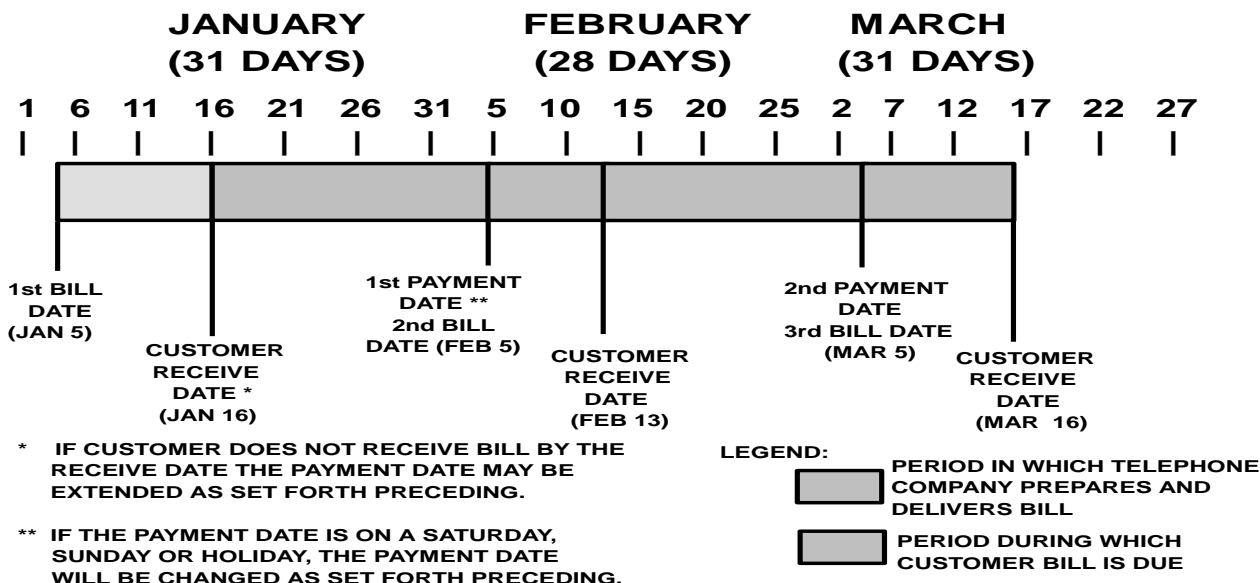 JANUARY FEBRUARY MARCH
(31 DAYS) (28 DAYS) (31 DAYS)
1 6 11 16 21 26 31 5 10 15 20 25 2 7 12 17 22 27
1st BILL
DATE
(JAN 5)
CUSTOMER
RECEIVE
DATE *
(JAN 16)
1st PAYMENT
DATE **
2nd BILL
DATE (FEB 5)
CUSTOMER
RECEIVE
DATE
(FEB 13)
2nd PAYMENT
DATE
3rd BILL DATE
(MAR 5)
CUSTOMER
RECEIVE
DATE
(MAR 16)
* IF CUSTOMER DOES NOT RECEIVE BILL BY THE
RECEIVE DATE THE PAYMENT DATE MAY BE
EXTENDED AS SET FORTH PRECEDING.
** IF THE PAYMENT DATE IS ON A SATURDAY,
SUNDAY OR HOLIDAY, THE PAYMENT DATE
WILL BE CHANGED AS SET FORTH PRECEDING.
LEGEND:
PERIOD IN WHICH TELEPHONE
COMPANY PREPARES AND
DELIVERS BILL
PERIOD DURING WHICH
CUSTOMER BILL IS DUE